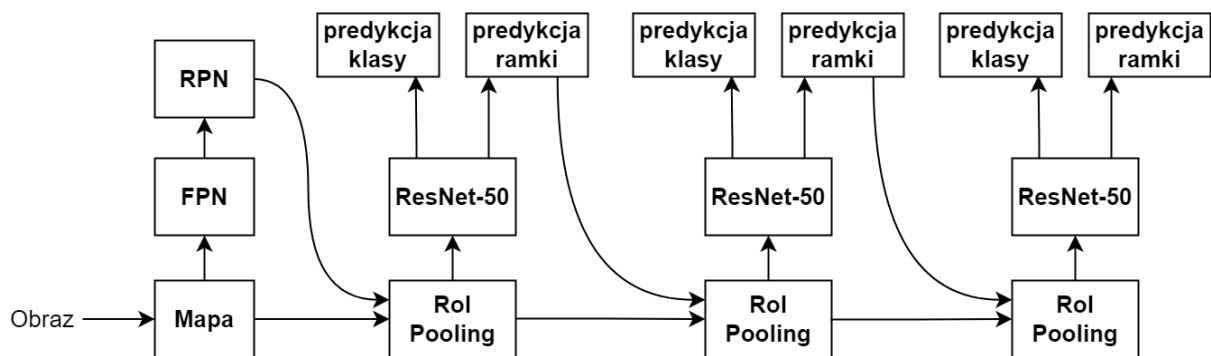 predykcja
klasy
predykcja
ramki
predykcja
klasy
predykcja
ramki
predykcja
klasy
predykcja
ramki
RPN
FPN
ResNet-50
ResNet-50
ResNet-50
Obraz
Mapa
RoI
Pooling
RoI
Pooling
RoI
Pooling